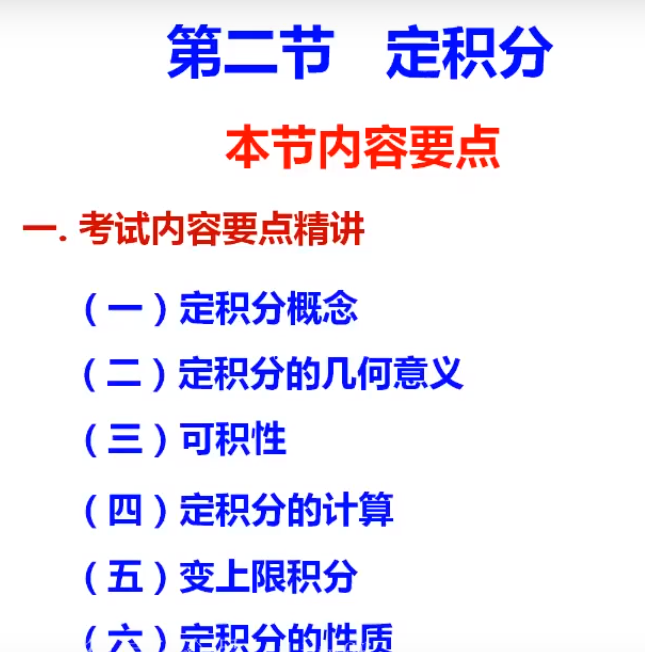 第二节 定积分
本节内容要点
一. 考试内容要点精讲
（一）定积分概念
（二）定积分的几何意义
（三）可积性
（四）定积分的计算
（五）变上限积分
（六）定积分的性质